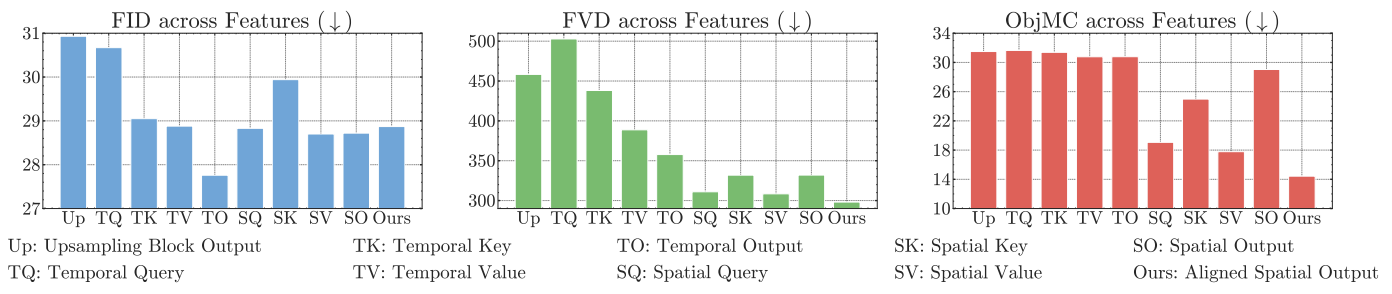 FID across Features (↓)
31
30
29
28
27
Up TQ TK TV TO SQ SK SV SO Ours
FVD across Features (↓)
500
450
400
350
300
Up TQ TK TV TO SQ SK SV SO Ours
ObjMC across Features (↓)
34
30
26
22
18
14
10
Up TQ TK TV TO SQ SK SV SO Ours
Up: Upsampling Block Output TK: Temporal Key TO: Temporal Output SK: Spatial Key SO: Spatial Output
TQ: Temporal Query TV: Temporal Value SQ: Spatial Query SV: Spatial Value Ours: Aligned Spatial Output